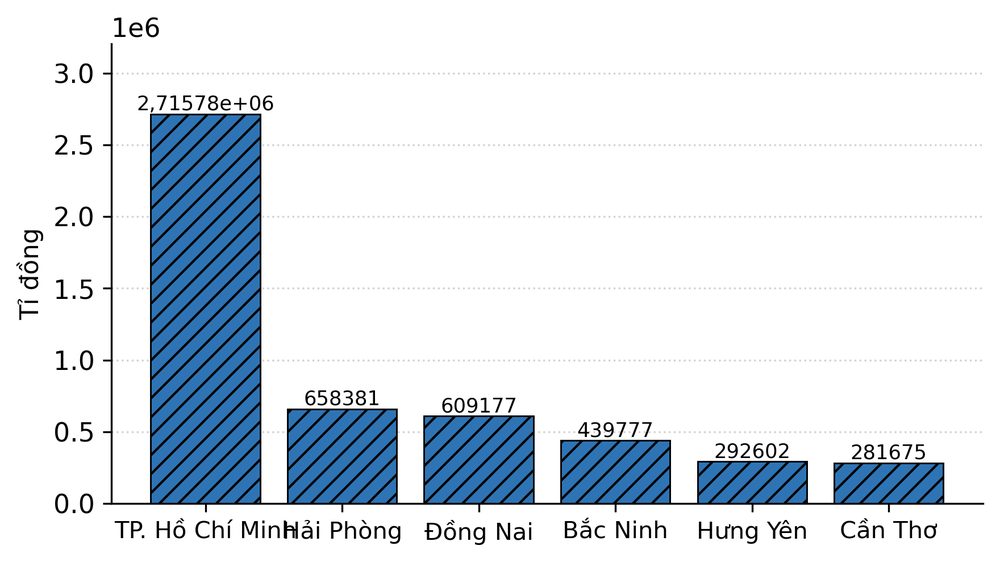 1e6
3.0
2.5
2.0
1.5
1.0
0.5
0.0
Tỉ đồng
2,71578e+06
658381
609177
439777
292602
281675
TP. Hồ Chí Minh
Hải Phòng
Đồng Nai
Bắc Ninh
Hưng Yên
Cần Thơ